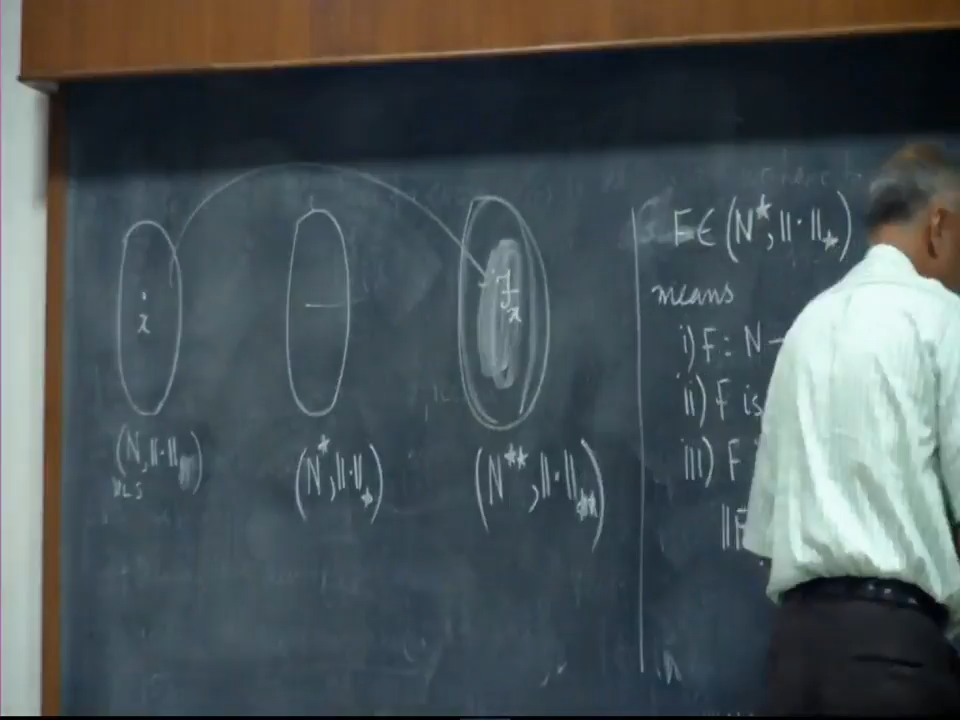 x
F_x
(N, ||·||)
NLS
(N*, ||·||_*)
(N**, ||·||_**)
F ∈ (N*, ||·||_*)
means
i) F : N →
ii) F is
iii) F
||F